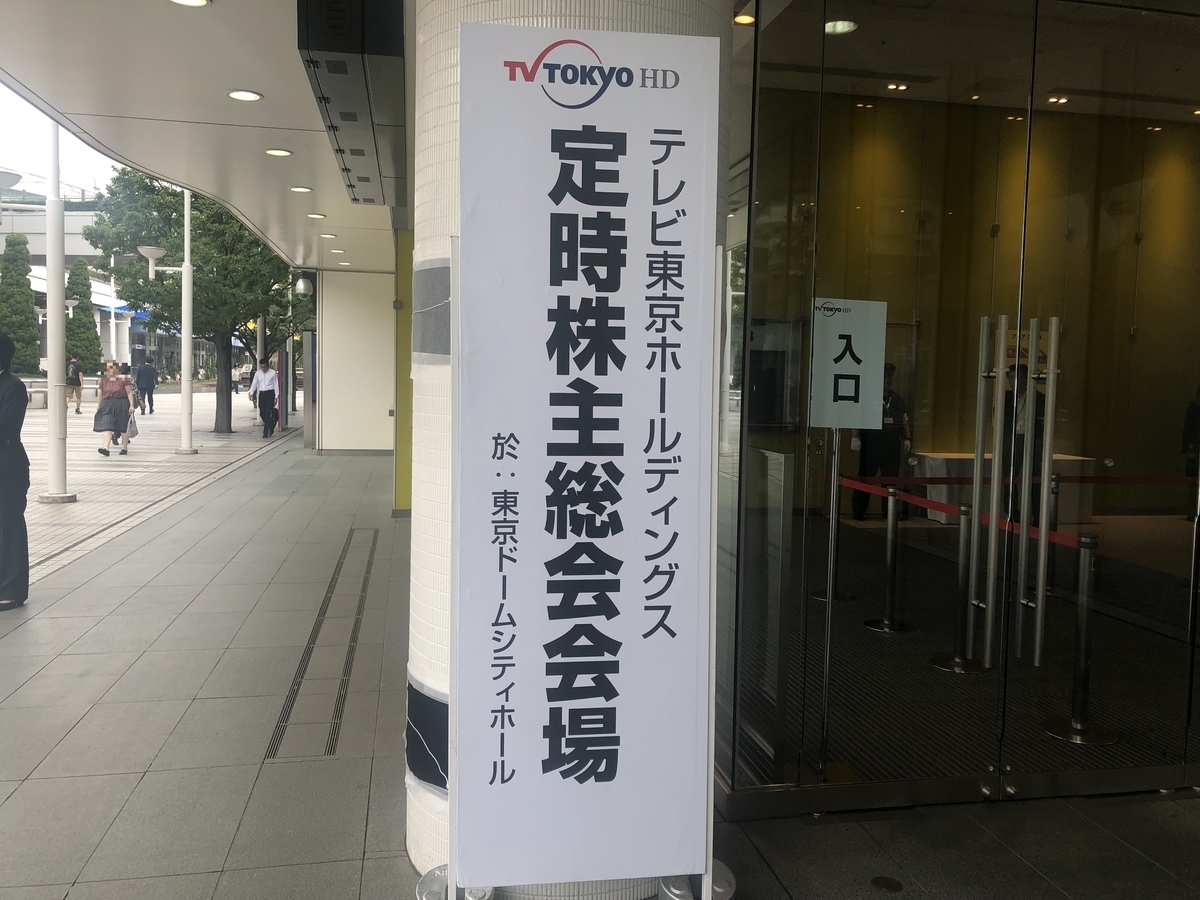 TV TOKYO HD
テレビ東京ホールディングス
定時株主総会会場
於：東京ドームシティホール
TV TOKYO HD
入口